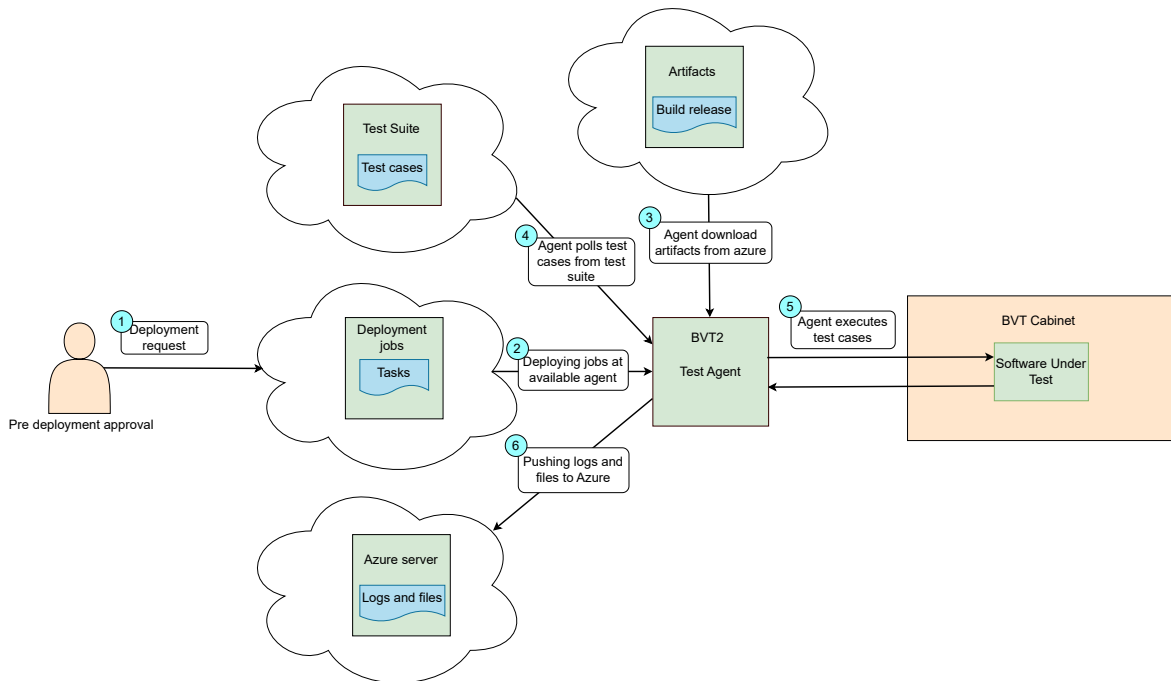 Artifacts
Build release
Test Suite
Test cases
3
Agent download
artifacts from azure
4
Agent polls test
cases from test
suite
1
Deployment
request
Pre deployment approval
Deployment
jobs
Tasks
2
Deploying jobs at
available agent
BVT2
Test Agent
5
Agent executes
test cases
BVT Cabinet
Software Under
Test
6
Pushing logs and
files to Azure
Azure server
Logs and files